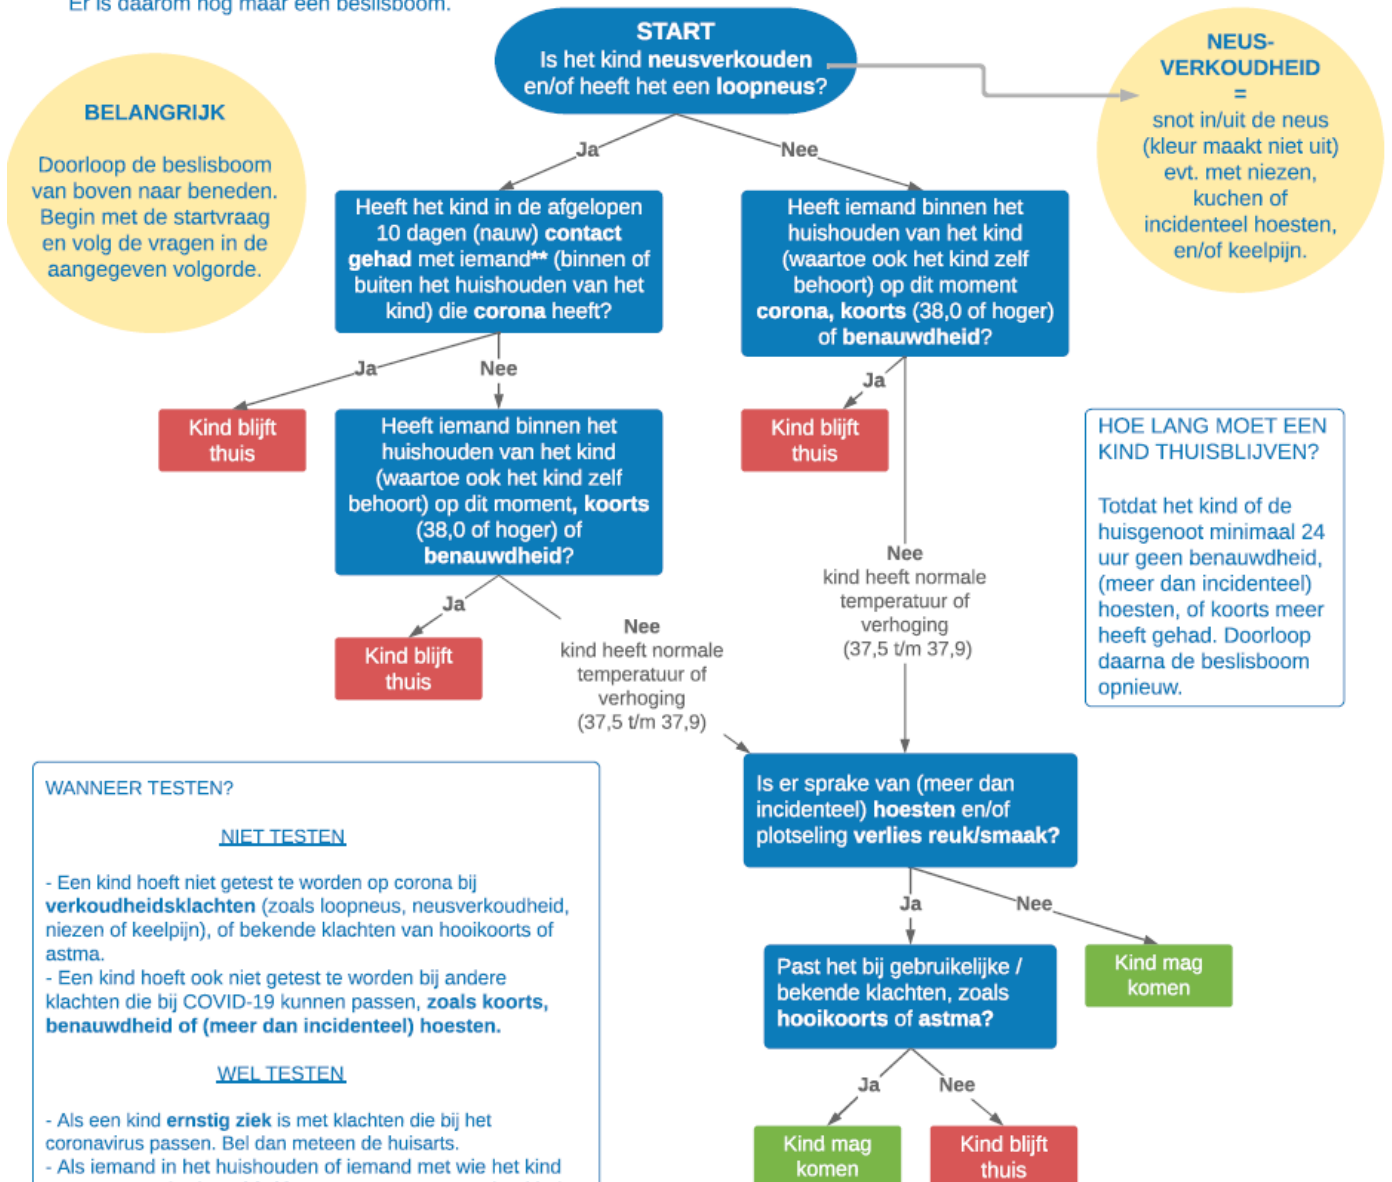 Er is daarom nog maar één beslisboom.
START
Is het kind neusverkouden
en/of heeft het een loopneus?
NEUS-
VERKOUDHEID
=
snot in/uit de neus
(kleur maakt niet uit)
evt. met niezen,
kuchen of
incidenteel hoesten,
en/of keelpijn.
BELANGRIJK
Doorloop de beslisboom
van boven naar beneden.
Begin met de startvraag
en volg de vragen in de
aangegeven volgorde.
Ja
Nee
Heeft het kind in de afgelopen
10 dagen (nauw) contact
gehad met iemand** (binnen of
buiten het huishouden van het
kind) die corona heeft?
Heeft iemand binnen het
huishouden van het kind
(waartoe ook het kind zelf
behoort) op dit moment
corona, koorts (38,0 of hoger)
of benauwdheid?
Ja
Nee
Ja
Kind blijft
thuis
Heeft iemand binnen het
huishouden van het kind
(waartoe ook het kind zelf
behoort) op dit moment, koorts
(38,0 of hoger) of
benauwdheid?
Kind blijft
thuis
HOE LANG MOET EEN
KIND THUISBLIJVEN?
Totdat het kind of de
huisgenoot minimaal 24
uur geen benauwdheid,
(meer dan incidenteel)
hoesten, of koorts meer
heeft gehad. Doorloop
daarna de beslisboom
opnieuw.
Nee
kind heeft normale
temperatuur of
verhoging
(37,5 t/m 37,9)
Ja
Kind blijft
thuis
Nee
kind heeft normale
temperatuur of
verhoging
(37,5 t/m 37,9)
Is er sprake van (meer dan
incidenteel) hoesten en/of
plotseling verlies reuk/smaak?
Ja
Nee
Past het bij gebruikelijke /
bekende klachten, zoals
hooikoorts of astma?
Kind mag
komen
Ja
Nee
Kind mag
komen
Kind blijft
thuis
WANNEER TESTEN?
NIET TESTEN
- Een kind hoeft niet getest te worden op corona bij
verkoudheidsklachten (zoals loopneus, neusverkoudheid,
niezen of keelpijn), of bekende klachten van hooikoorts of
astma.
- Een kind hoeft ook niet getest te worden bij andere
klachten die bij COVID-19 kunnen passen, zoals koorts,
benauwdheid of (meer dan incidenteel) hoesten.
WEL TESTEN
- Als een kind ernstig ziek is met klachten die bij het
coronavirus passen. Bel dan meteen de huisarts.
- Als iemand in het huishouden of iemand met wie het kind